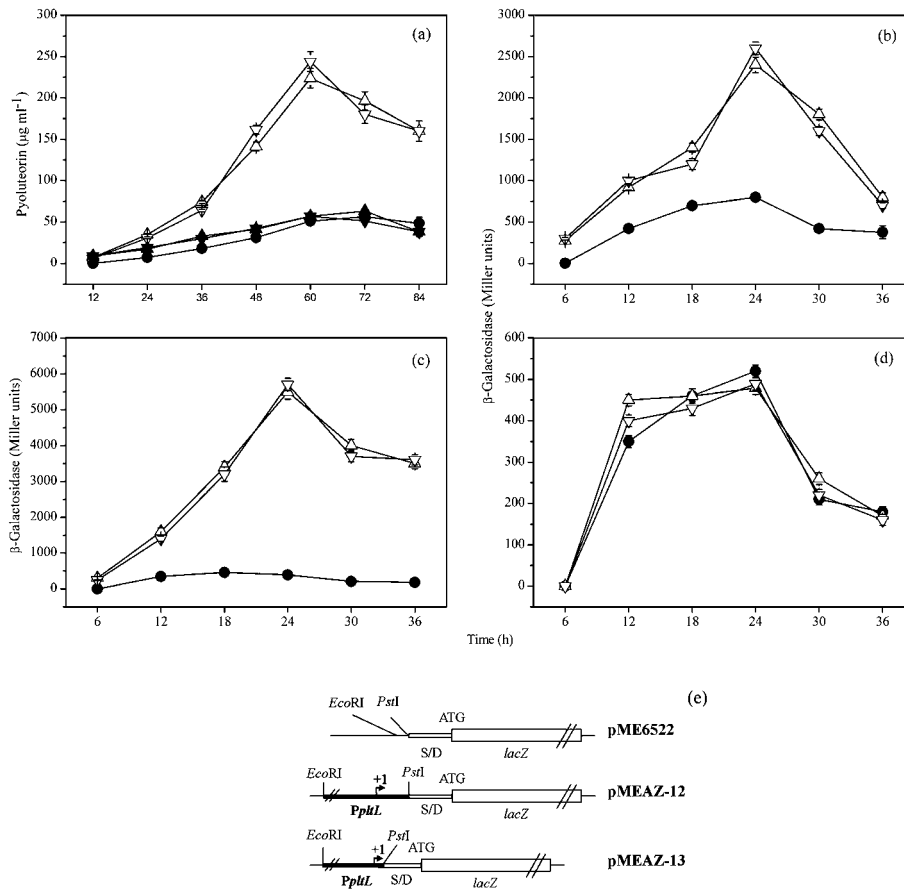 (a)
Pyoluteorin (µg ml⁻¹)
300
250
200
150
100
50
0
12 24 36 48 60 72 84
(b)
β-Galactosidase (Miller units)
2500
2000
1500
1000
500
0
6 12 18 24 30 36
(c)
β-Galactosidase (Miller units)
7000
6000
5000
4000
3000
1000
0
6 12 18 24 30 36
(d)
600
500
400
300
200
100
0
6 12 18 24 30 36
Time (h)
(e)
EcoRI PstI ATG
S/D lacZ
pME6522
EcoRI +1 PstI ATG
PpltL S/D lacZ
pMEAZ-12
EcoRI +1 PstI ATG
PpltL S/D lacZ
pMEAZ-13